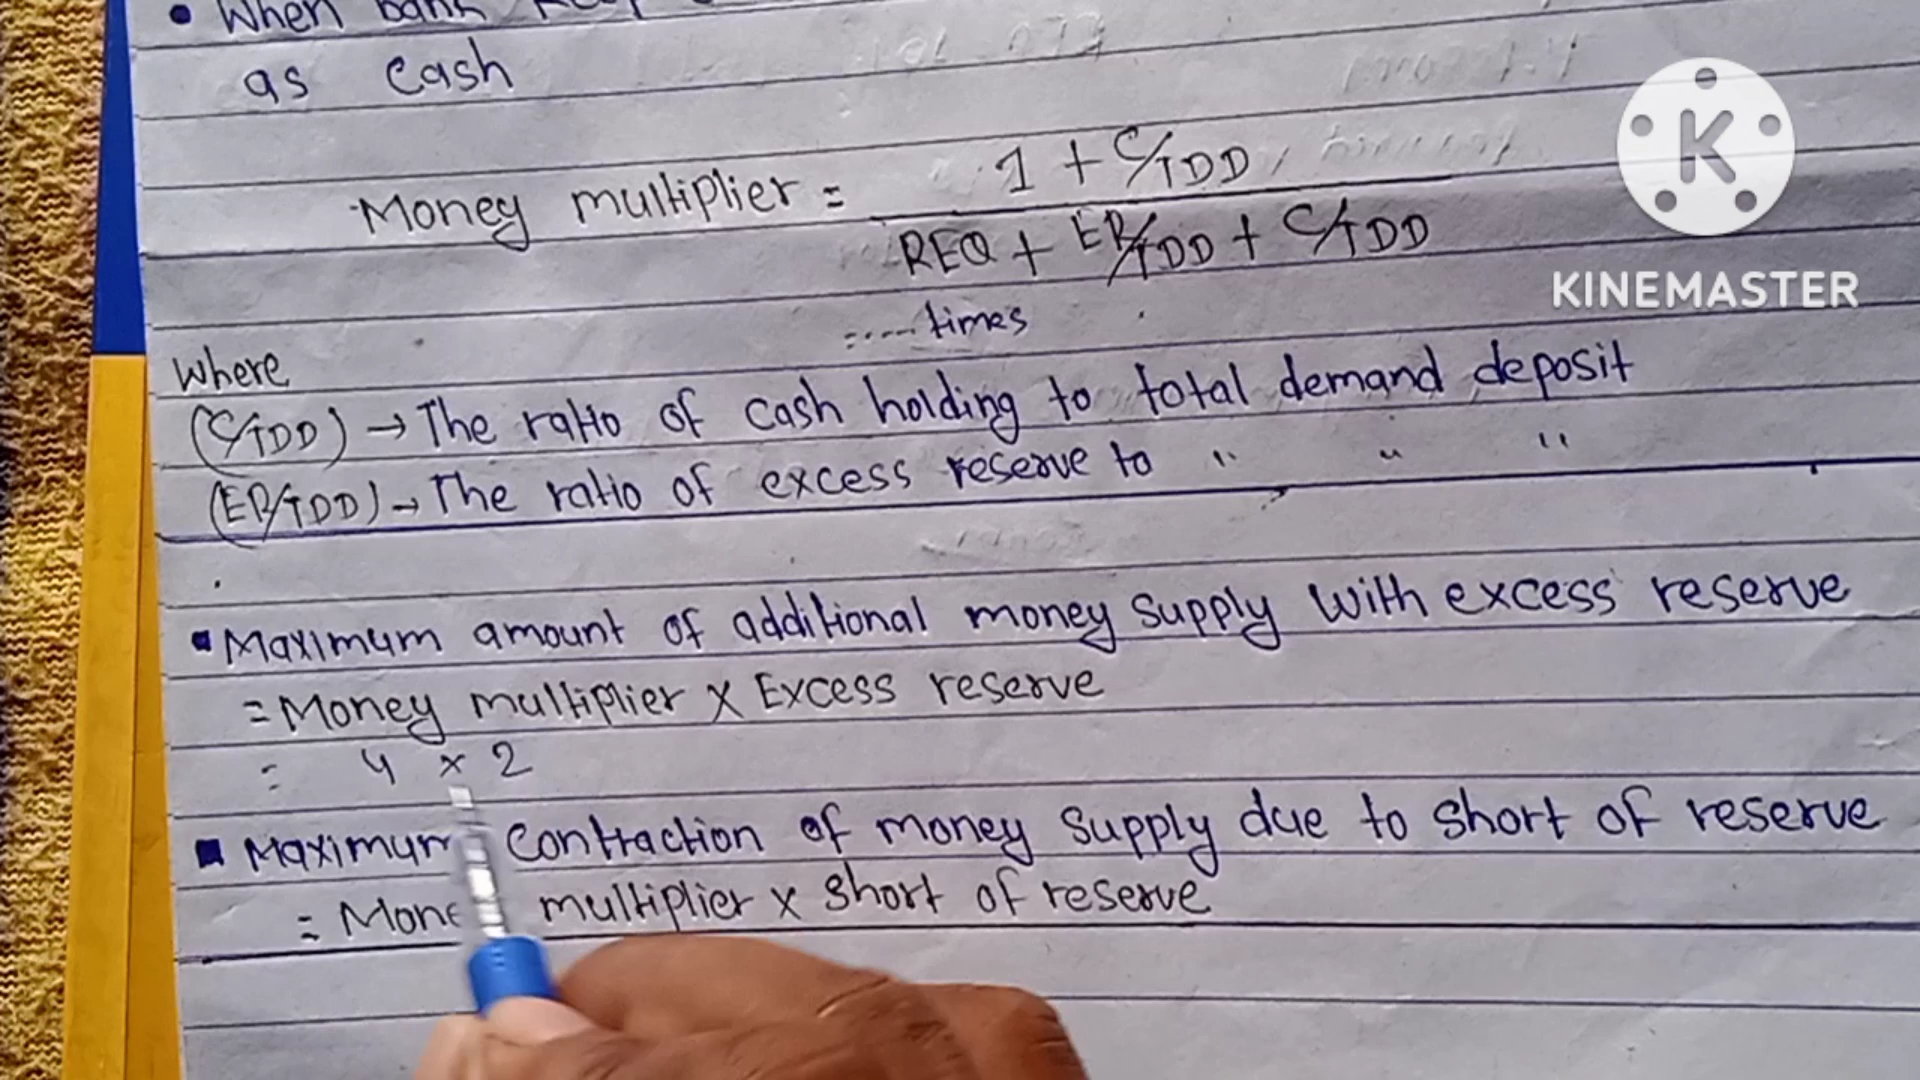 • When bank keep
as cash
K
KINEMASTER
Money multiplier = 1 + C/TDD
REQ + ER/TDD + C/TDD
=..... times
Where
(C/TDD) → The ratio of cash holding to total demand deposit
(ER/TDD) → The ratio of excess reserve to " " "
▪ Maximum amount of additional money supply with excess reserve
= Money multiplier X Excess reserve
= 4 × 2
▪ Maximum contraction of money supply due to short of reserve
= Mone multiplier x short of reserve